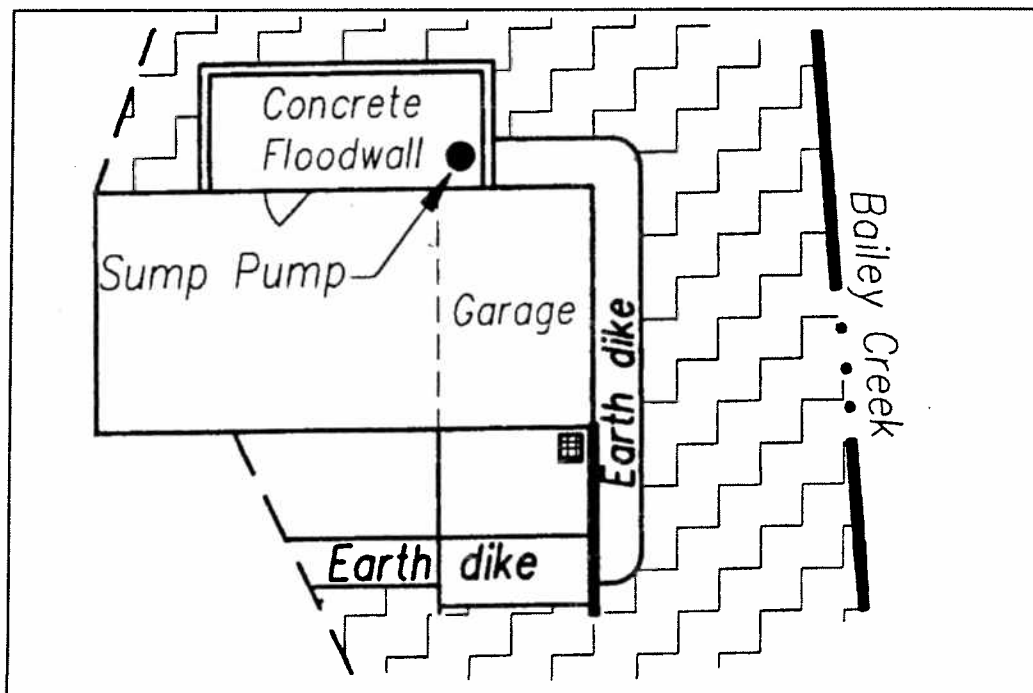 Concrete
Floodwall
Sump Pump
Garage
Earth dike
Bailey Creek
Earth dike